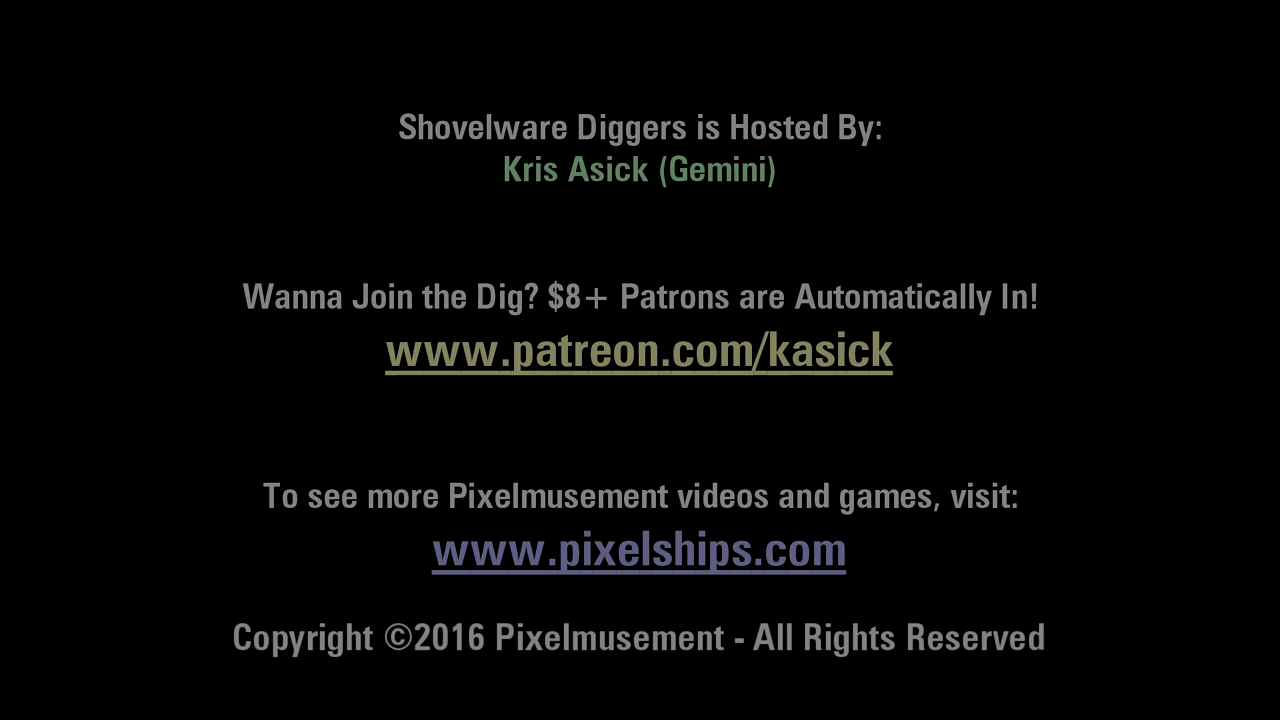 Shovelware Diggers is Hosted By:
Kris Asick (Gemini)
Wanna Join the Dig? $8+ Patrons are Automatically In!
www.patreon.com/kasick
To see more Pixelmusement videos and games, visit:
www.pixelships.com
Copyright ©2016 Pixelmusement - All Rights Reserved